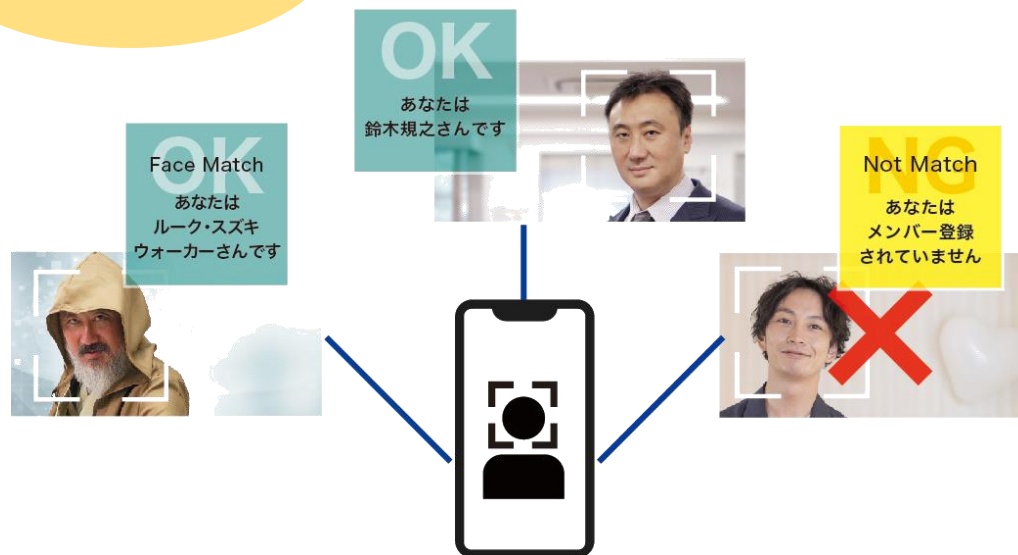 OK
あなたは
鈴木規之さんです
OK
Face Match
あなたは
ルーク・スズキ
ウォーカーさんです
NG
Not Match
あなたは
メンバー登録
されていません